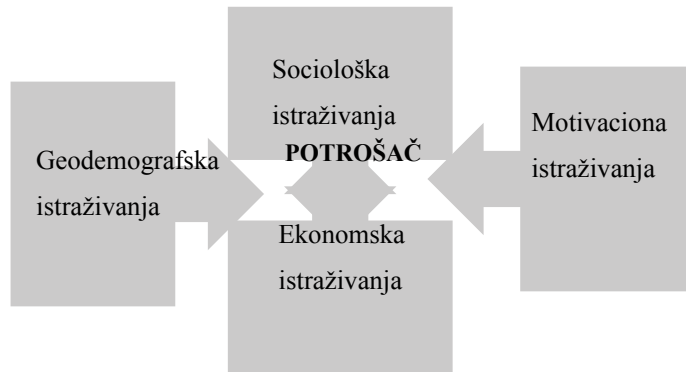 Sociološka
istraživanja
POTROŠAČ
Geodemografska
istraživanja
Motivaciona
istraživanja
Ekonomska
istraživanja